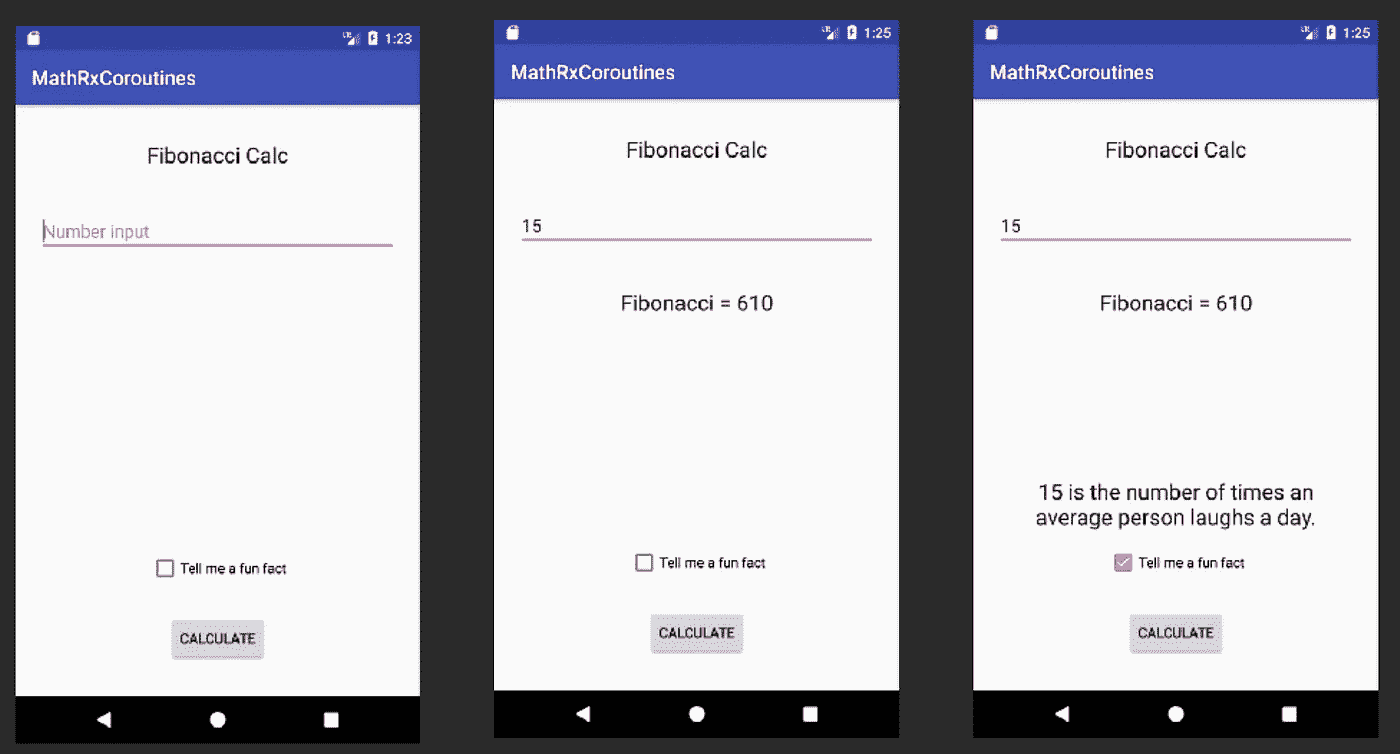 1:23
MathRxCoroutines
Fibonacci Calc
Number input
Tell me a fun fact
CALCULATE
1:25
MathRxCoroutines
Fibonacci Calc
15
Fibonacci = 610
Tell me a fun fact
CALCULATE
1:25
MathRxCoroutines
Fibonacci Calc
15
Fibonacci = 610
15 is the number of times an
average person laughs a day.
Tell me a fun fact
CALCULATE